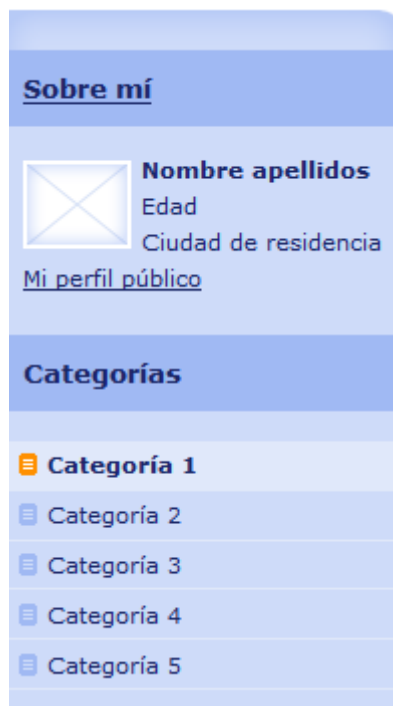 Sobre mí
Nombre apellidos
Edad
Ciudad de residencia
Mi perfil público
Categorías
Categoría 1
Categoría 2
Categoría 3
Categoría 4
Categoría 5